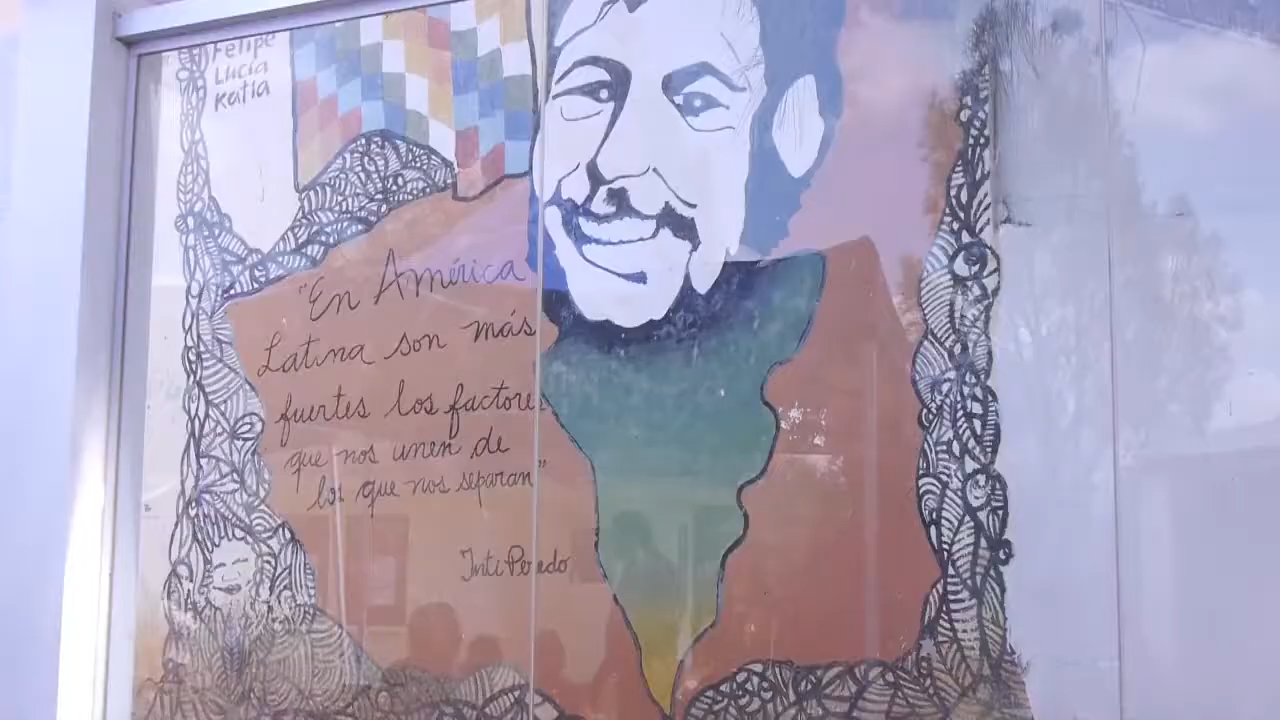 Felipe
Lucía
Katia
"En América
Latina son más
fuertes los factores
que nos unen de
los que nos separan"
Inti Peredo